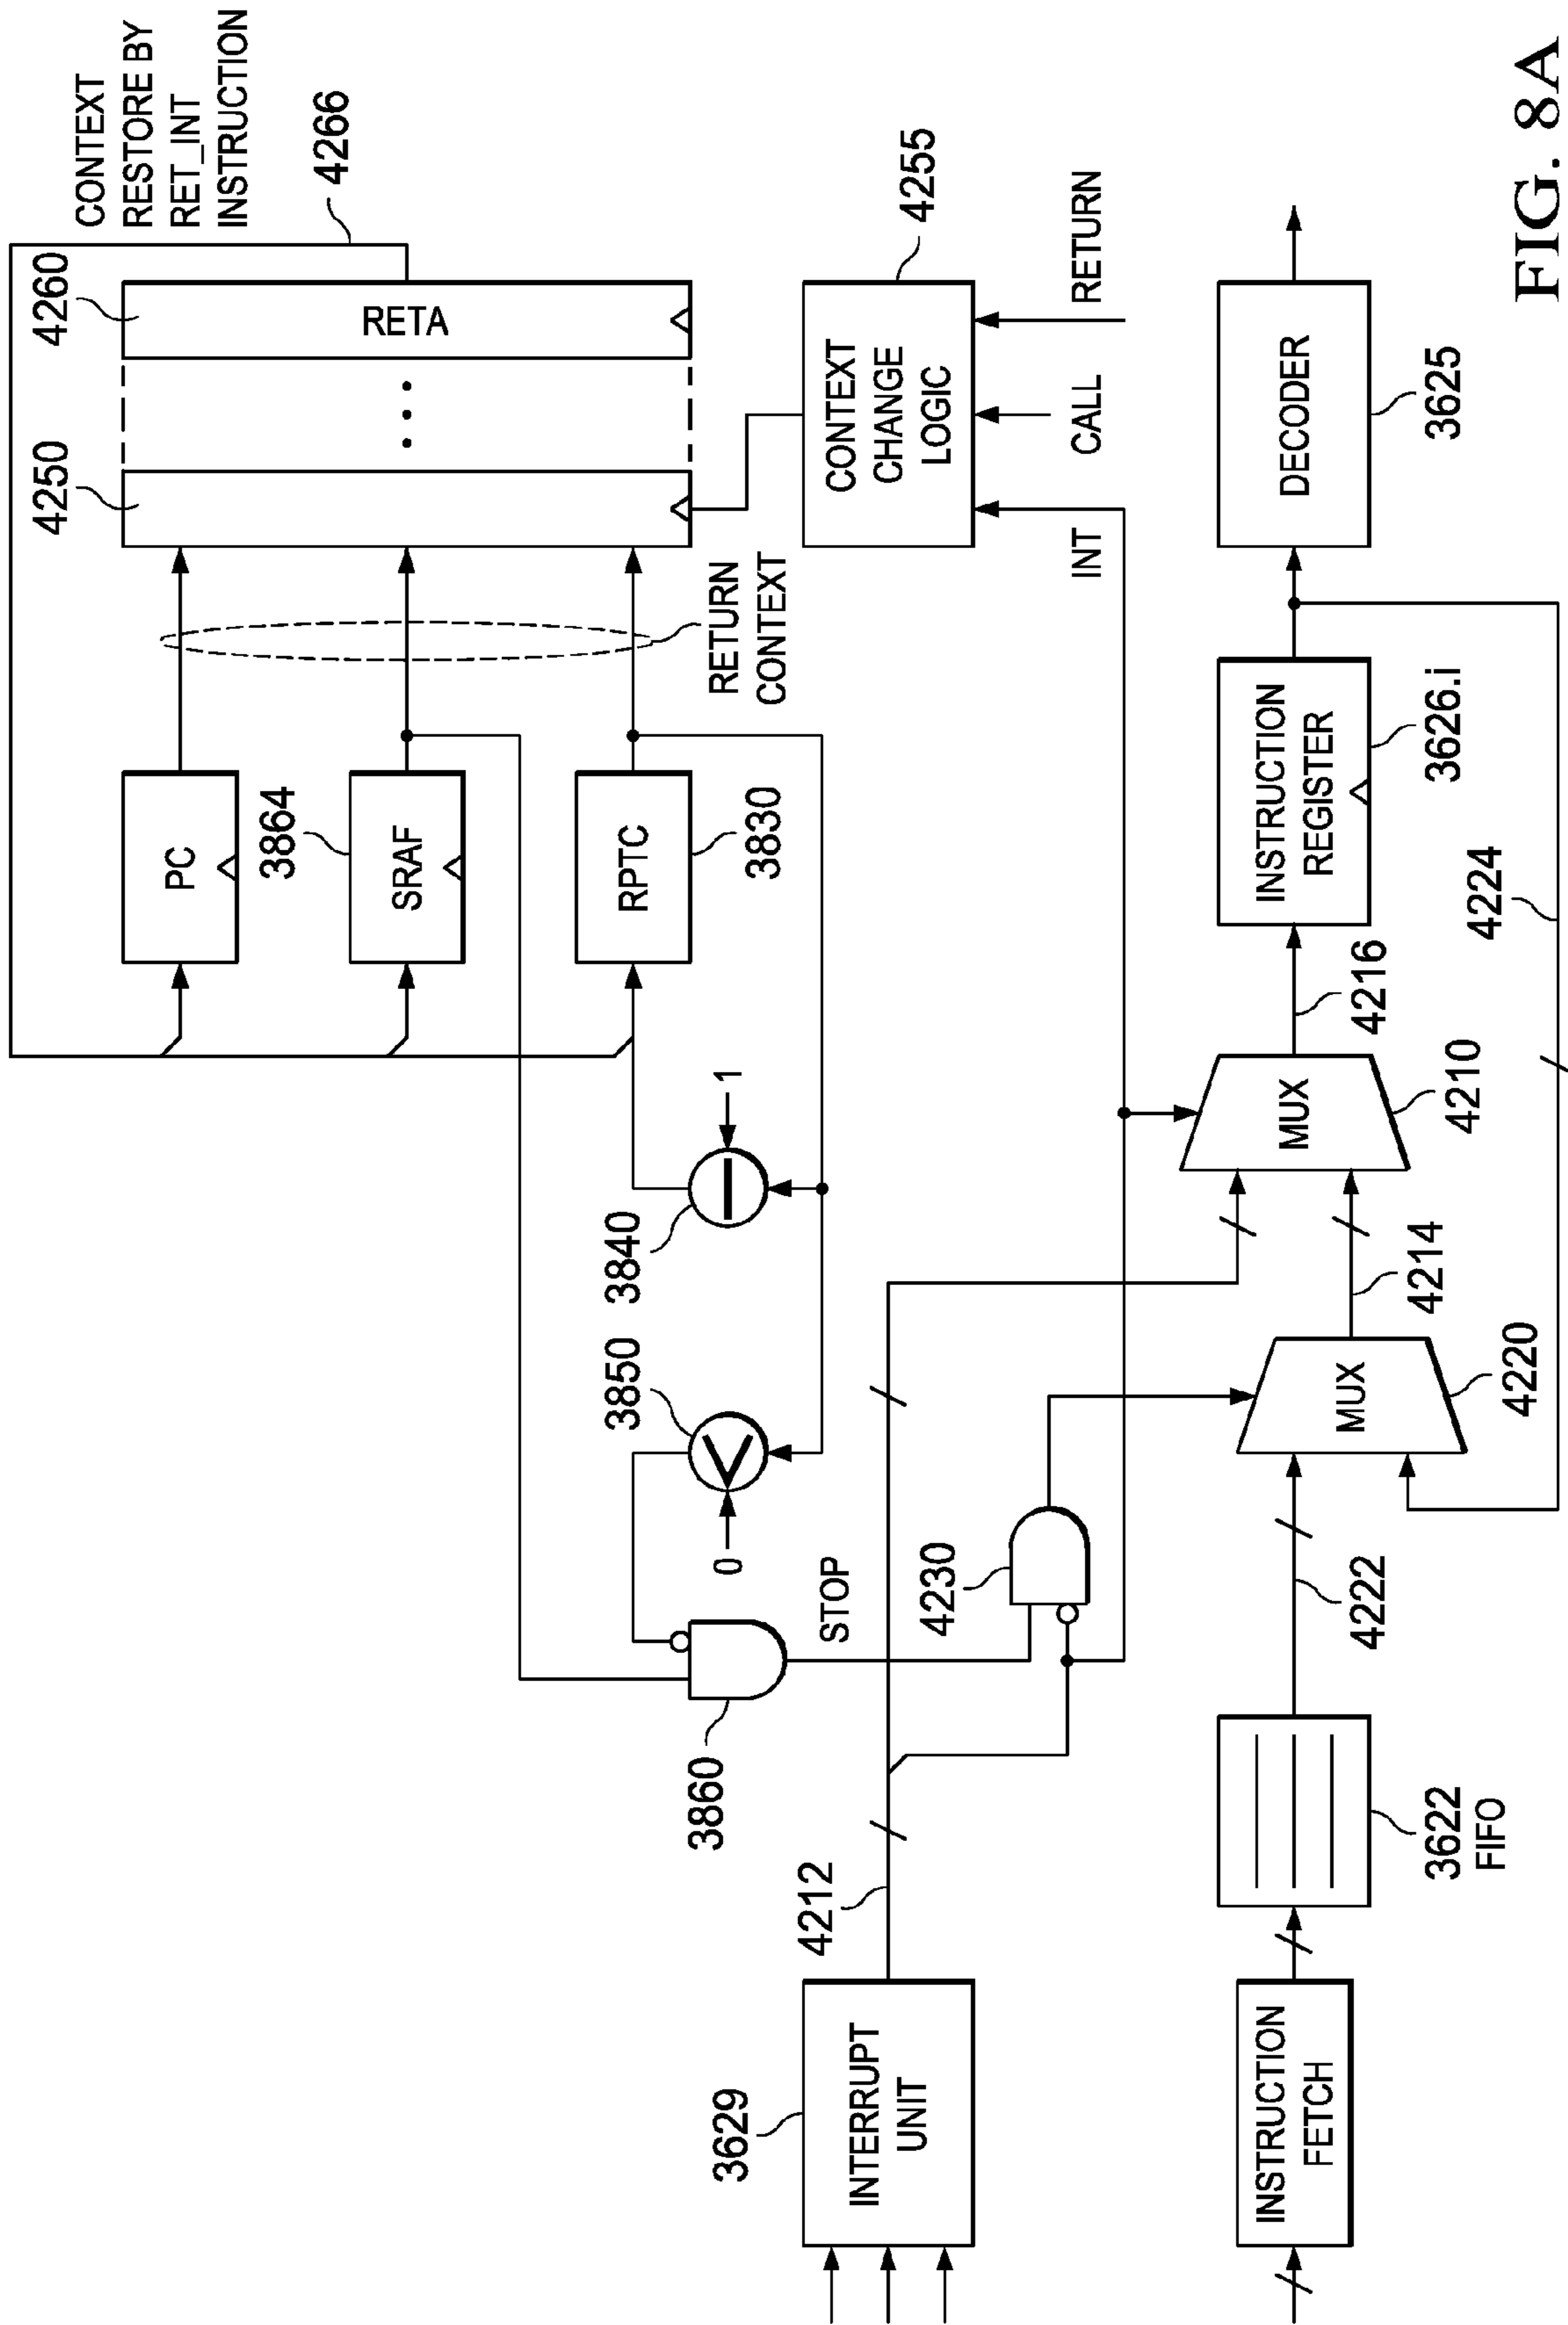 CONTEXT
RESTORE BY
RET_INT
INSTRUCTION
4266
4260
RETA
4250
RETURN
CONTEXT
PC
3864
SRAF
RPTC
3830
4255
CONTEXT
CHANGE
LOGIC
INT
CALL
RETURN
1
3840
3850
0
3860
STOP
4230
4212
3629
INTERRUPT
UNIT
INSTRUCTION
FETCH
3622
FIFO
4222
MUX
4220
4214
MUX
4210
4216
4224
INSTRUCTION
REGISTER
3626.i
DECODER
3625
FIG. 8A